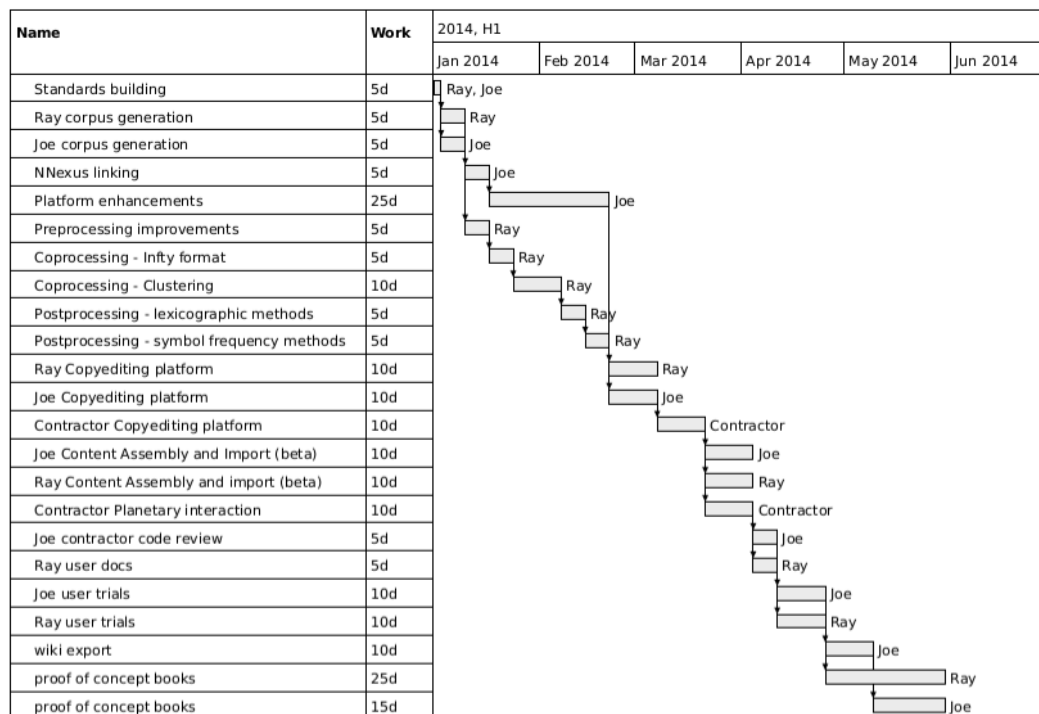 Name Work 2014, H1
Jan 2014 Feb 2014 Mar 2014 Apr 2014 May 2014 Jun 2014
Standards building 5d Ray, Joe
Ray corpus generation 5d Ray
Joe corpus generation 5d Joe
NNexus linking 5d Joe
Platform enhancements 25d Joe
Preprocessing improvements 5d Ray
Coprocessing - Infty format 5d Ray
Coprocessing - Clustering 10d Ray
Postprocessing - lexicographic methods 5d Ray
Postprocessing - symbol frequency methods 5d Ray
Ray Copyediting platform 10d Ray
Joe Copyediting platform 10d Joe
Contractor Copyediting platform 10d Contractor
Joe Content Assembly and Import (beta) 10d Joe
Ray Content Assembly and import (beta) 10d Ray
Contractor Planetary interaction 10d Contractor
Joe contractor code review 5d Joe
Ray user docs 5d Ray
Joe user trials 10d Joe
Ray user trials 10d Ray
wiki export 10d Joe
proof of concept books 25d Ray
proof of concept books 15d Joe